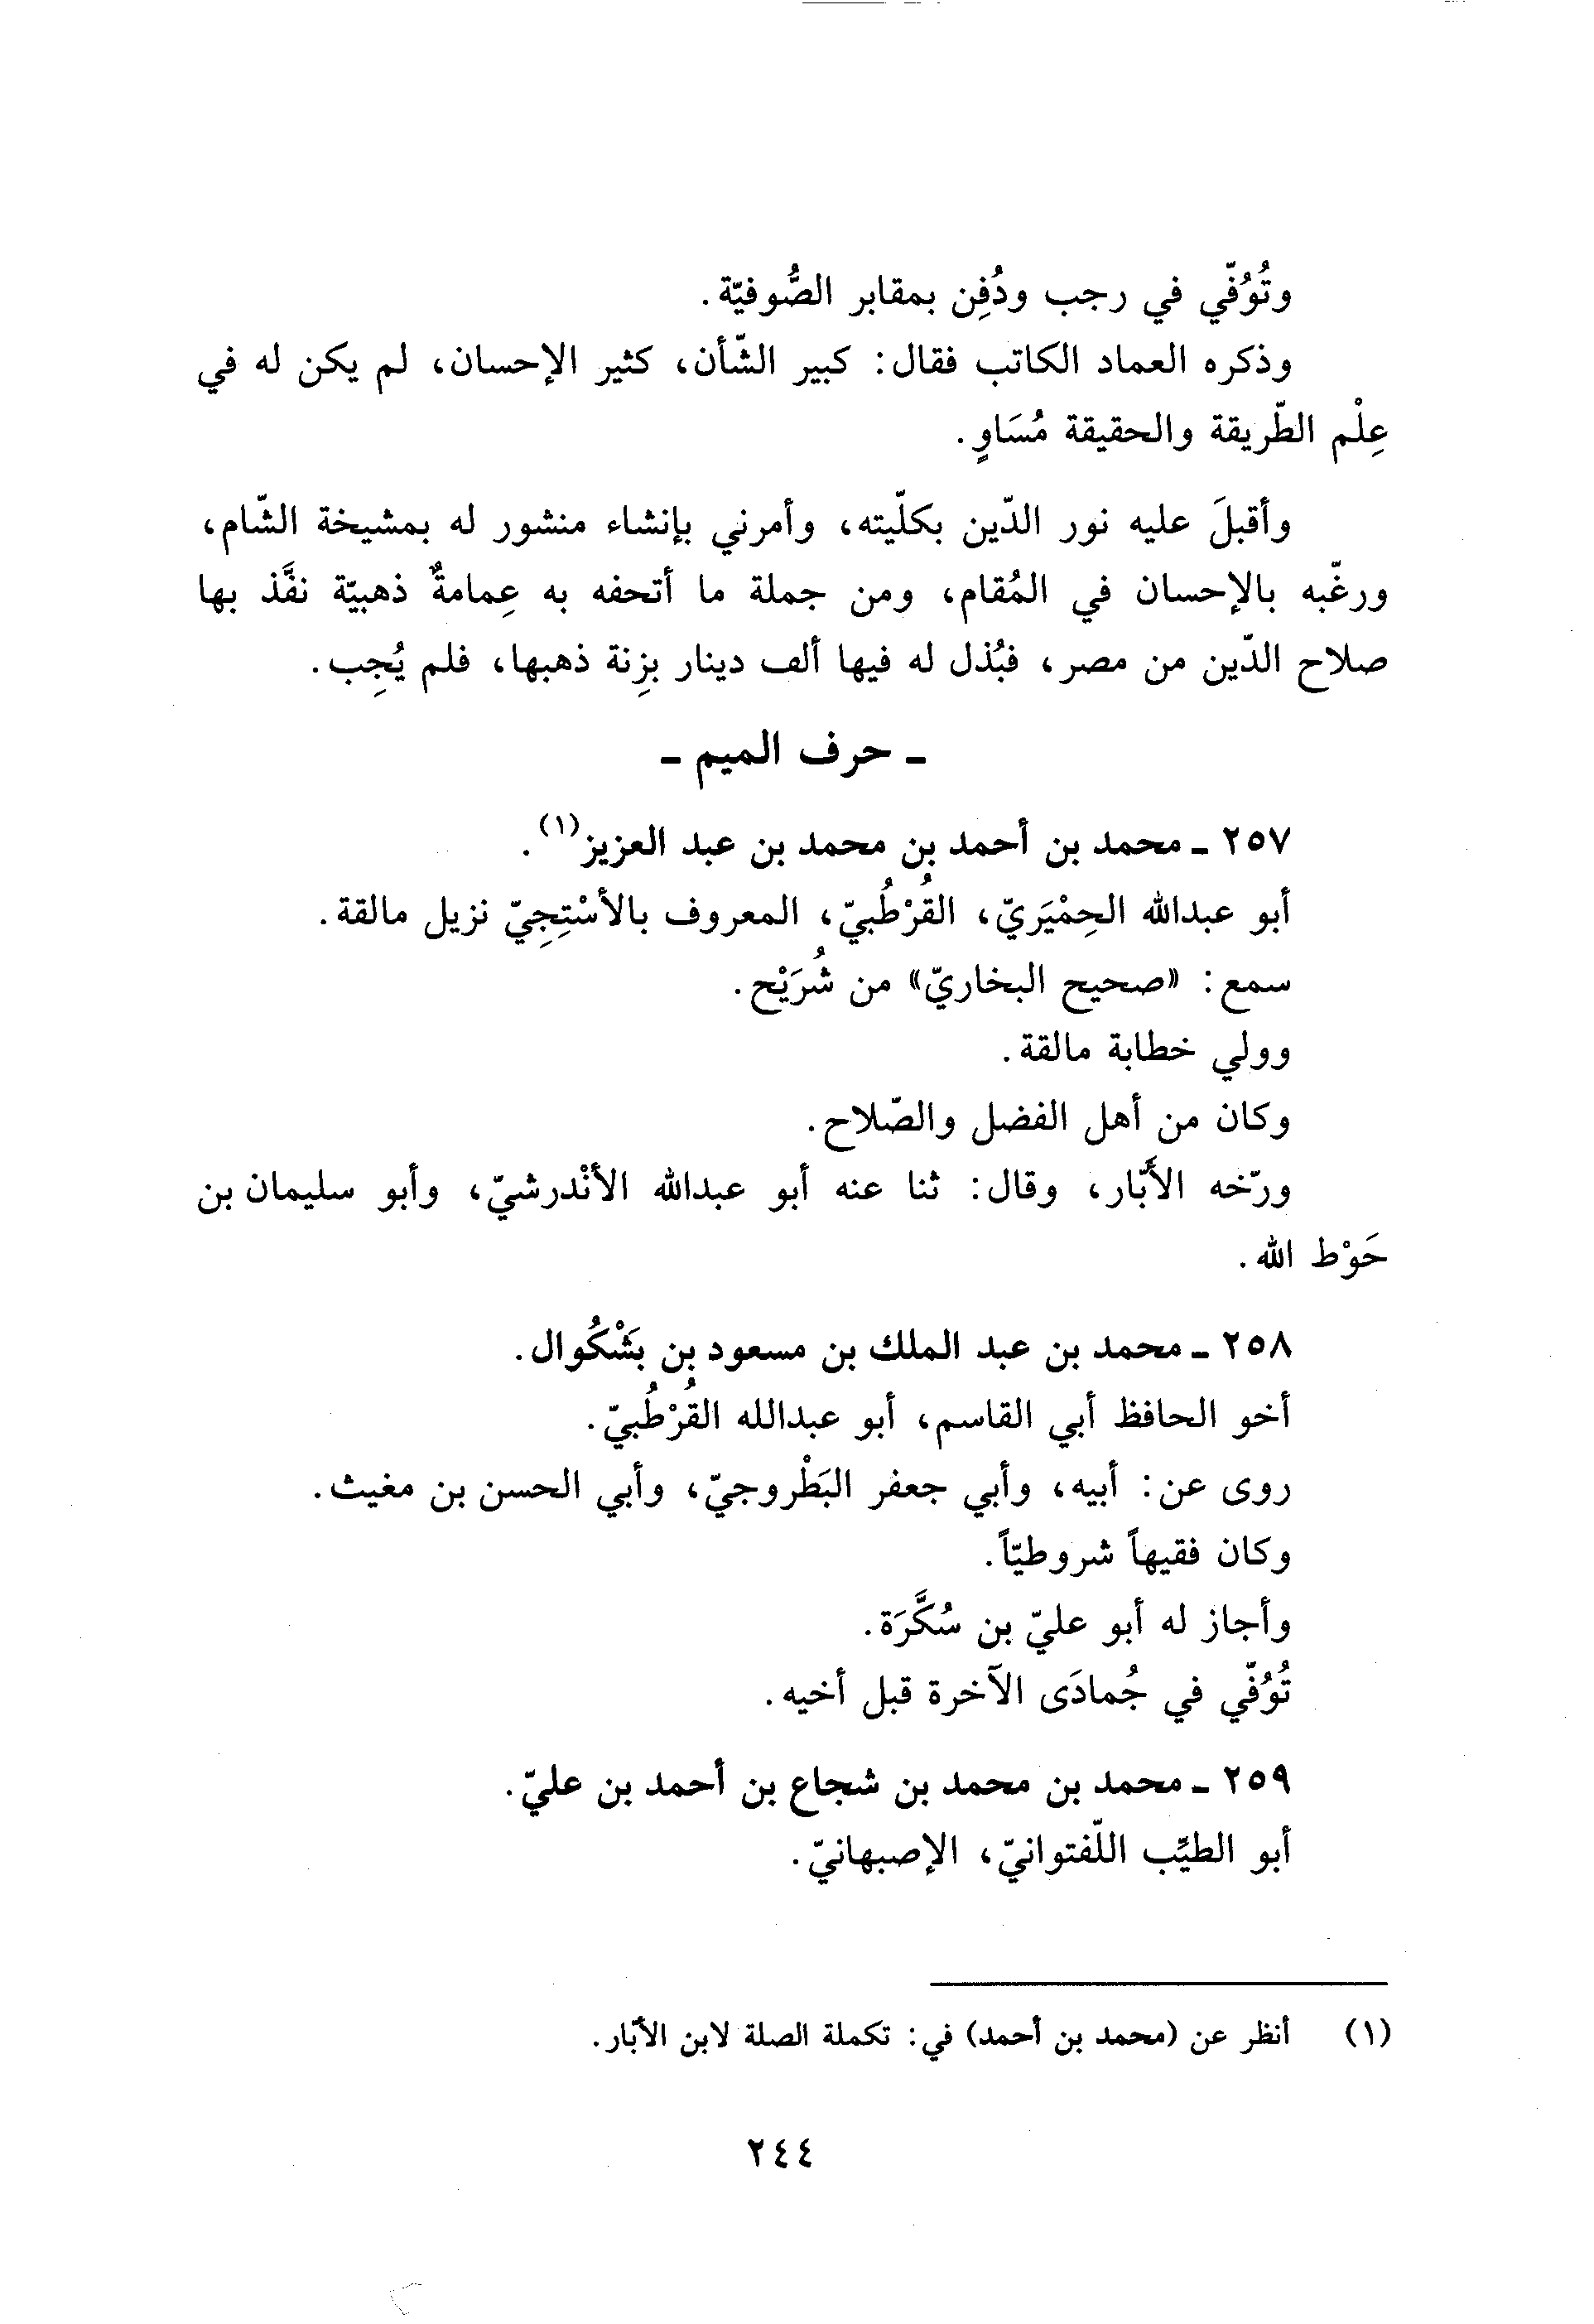 وتُوُفّي في رجب ودُفِن بمقابر الصُّوفيّة.
وذكره العماد الكاتب فقال: كبير الشّأن، كثير الإحسان، لم يكن له في
عِلْم الطّريقة والحقيقة مُسَاوٍ.
وأقبلَ عليه نور الدّين بكلّيته، وأمرني بإنشاء منشور له بمشيخة الشّام،
ورغّبه بالإحسان في المُقام، ومن جملة ما أتحفه به عِمامةٌ ذهبيّة نفَّذ بها
صلاح الدّين من مصر، فبُذل له فيها ألف دينار بزِنة ذهبها، فلم يُجِب.
ـ حرف الميم ـ
٢٥٧ ـ محمد بن أحمد بن محمد بن عبد العزيز(١).
أبو عبدالله الحِمْيَريّ، القُرْطُبيّ، المعروف بالأسْتِجِيّ نزيل مالقة.
سمع: «صحيح البخاريّ» من شُرَيْح.
وولي خطابة مالقة.
وكان من أهل الفضل والصّلاح.
ورّخه الأَبّار، وقال: ثنا عنه أبو عبدالله الأنْدرشيّ، وأبو سليمان بن
حَوْط الله.
٢٥٨ ـ محمد بن عبد الملك بن مسعود بن بَشْكُوال.
أخو الحافظ أبي القاسم، أبو عبدالله القُرْطُبيّ.
روى عن: أبيه، وأبي جعفر البَطْروجيّ، وأبي الحسن بن مغيث.
وكان فقيهاً شروطيّاً.
وأجاز له أبو عليّ بن سُكَّرَة.
تُوُفّي في جُمادَى الآخرة قبل أخيه.
٢٥٩ ـ محمد بن محمد بن شجاع بن أحمد بن عليّ.
أبو الطيِّب اللّفتوانيّ، الإصبهانيّ.
(١) أنظر عن (محمد بن أحمد) في: تكملة الصلة لابن الأبّار.
٢٤٤